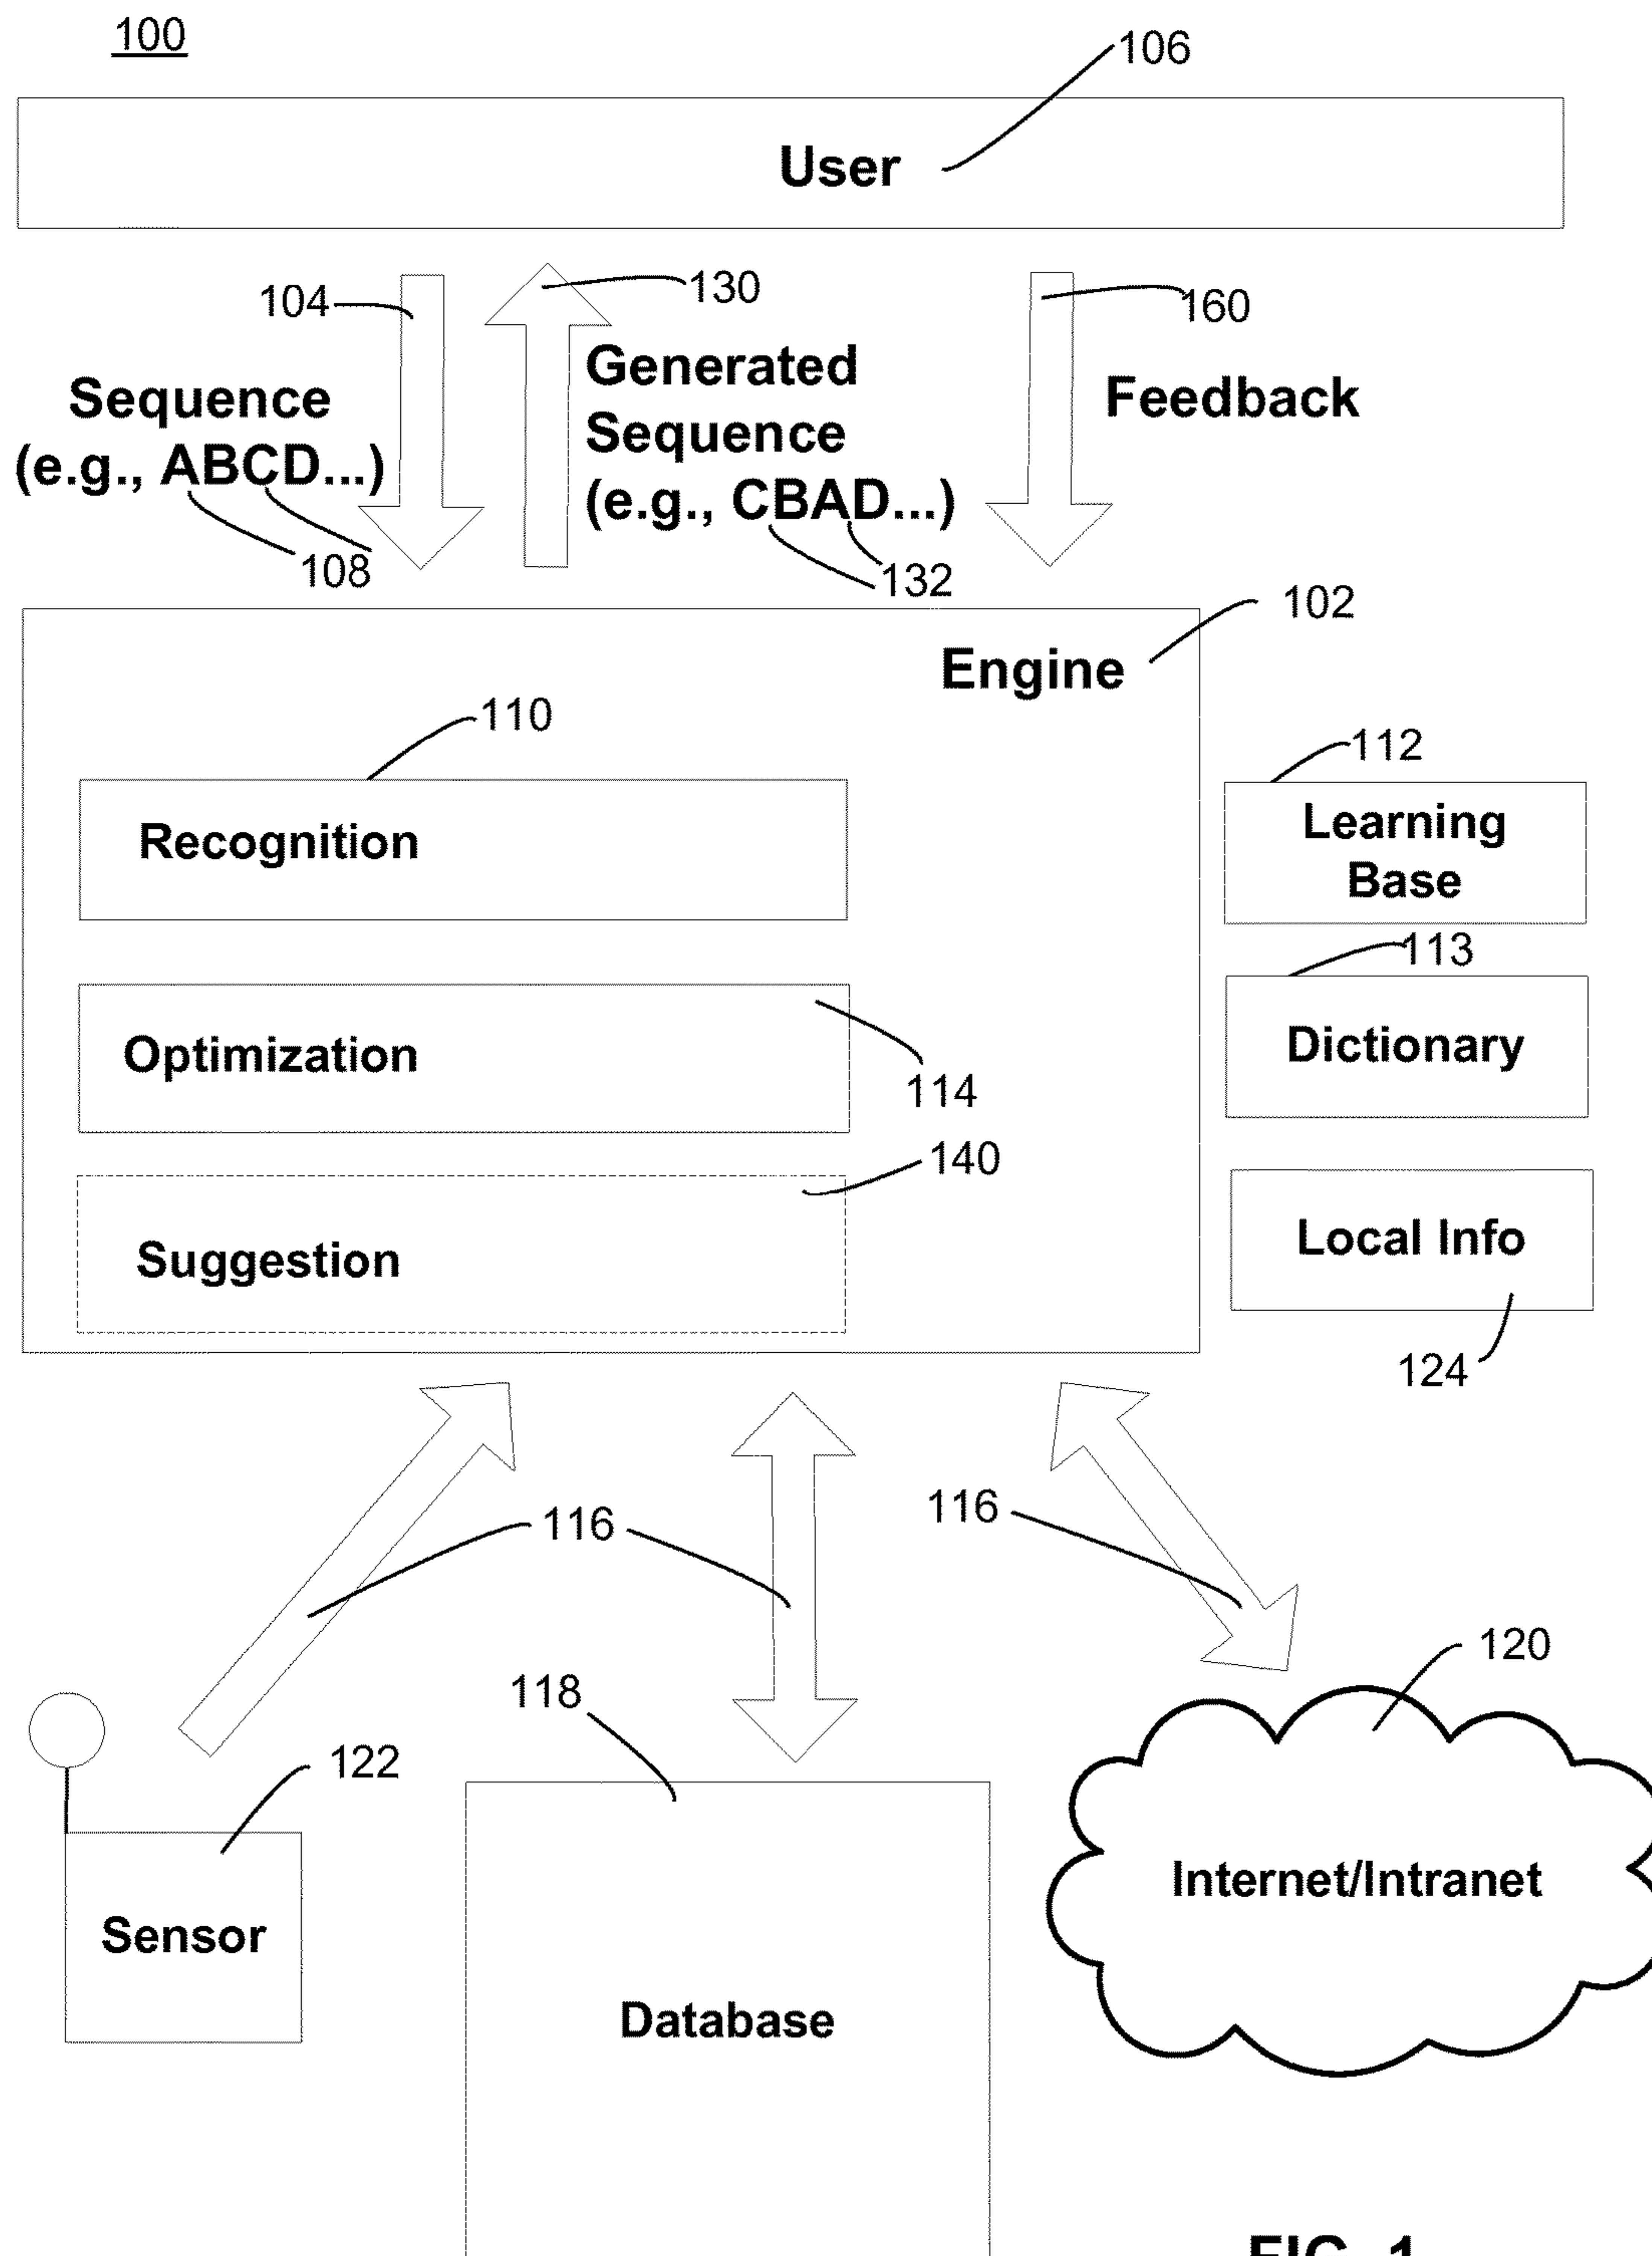 100
106
User
104
130
160
Sequence
(e.g., ABCD...)
Generated
Sequence
(e.g., CBAD...)
Feedback
108
132
102
Engine
110
Recognition
112
Learning
Base
113
Optimization
Dictionary
114
140
Suggestion
Local Info
124
116
116
118
120
122
Sensor
Internet/Intranet
Database
FIG. 1